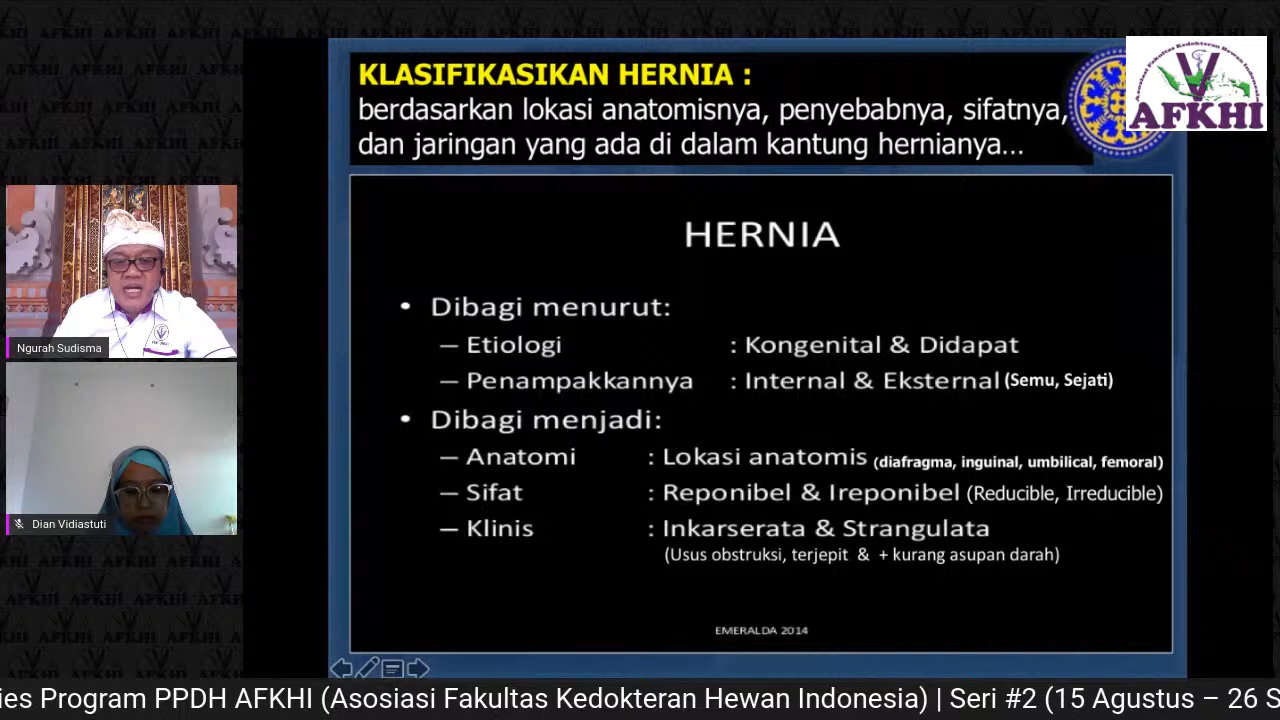 KLASIFIKASIKAN HERNIA :
berdasarkan lokasi anatomisnya, penyebabnya, sifatnya,
dan jaringan yang ada di dalam kantung hernianya...
AFKHI
HERNIA
• Dibagi menurut:
– Etiologi : Kongenital & Didapat
– Penampakkannya : Internal & Eksternal (Semu, Sejati)
• Dibagi menjadi:
– Anatomi : Lokasi anatomis (diafragma, inguinal, umbilical, femoral)
– Sifat : Reponibel & Ireponibel (Reducible, Irreducible)
– Klinis : Inkarserata & Strangulata
(Usus obstruksi, terjepit & + kurang asupan darah)
EMERALDA 2014
Ngurah Sudisma
Dian Vidiastuti
ies Program PPDH AFKHI (Asosiasi Fakultas Kedokteran Hewan Indonesia) | Seri #2 (15 Agustus – 26 S